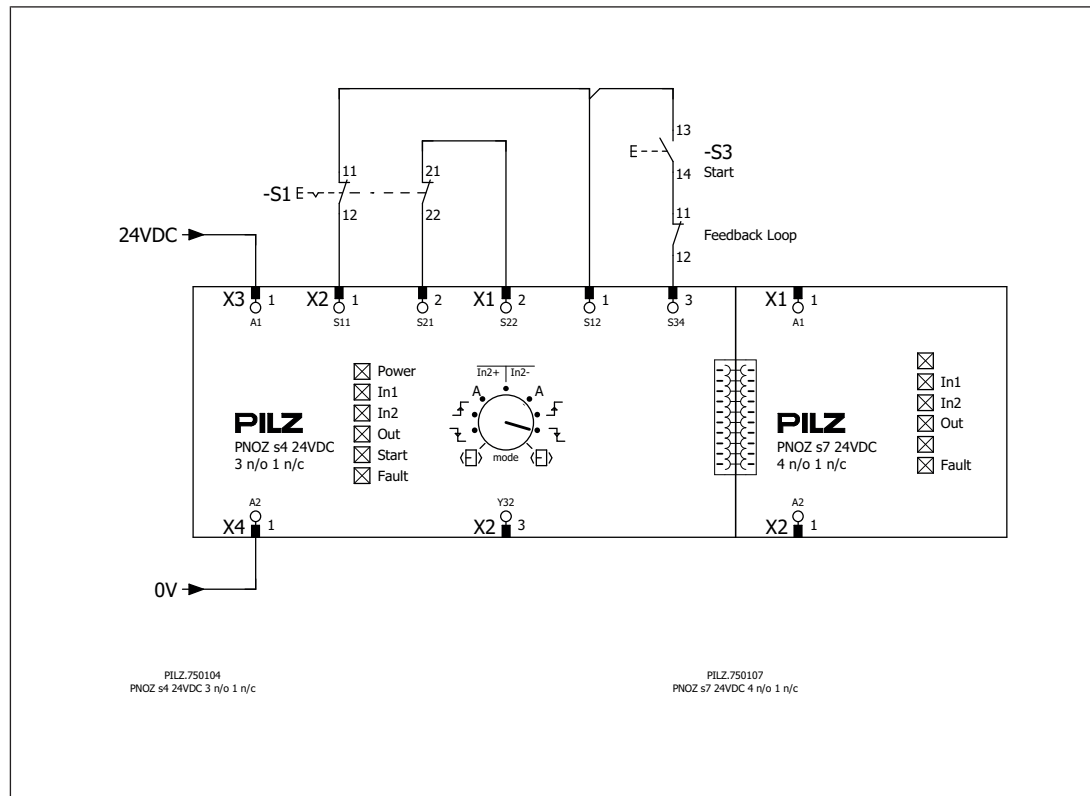 13
E
-S3
14
Start
11
21
-S1 E
12
22
11
Feedback Loop
12
24VDC
X3 1
X2 1
2
X1 2
1
3
X1 1
A1
S11
S21
S22
S12
S34
A1
In2+ In2-
A A
mode
Power
In1
In2
Out
Start
Fault
PILZ
PNOZ s4 24VDC
3 n/o 1 n/c
PILZ
PNOZ s7 24VDC
4 n/o 1 n/c
In1
In2
Out
Fault
A2
Y32
A2
X4 1
X2 3
X2 1
0V
PILZ.750104
PNOZ s4 24VDC 3 n/o 1 n/c
PILZ.750107
PNOZ s7 24VDC 4 n/o 1 n/c